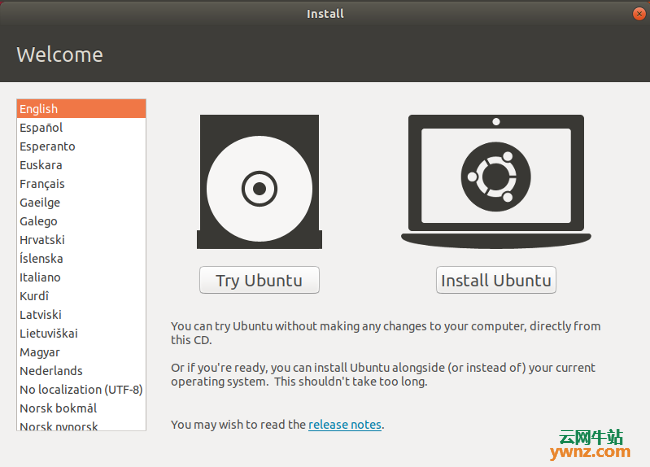 Install
Welcome
English
Español
Esperanto
Euskara
Français
Gaeilge
Galego
Hrvatski
Íslenska
Italiano
Kurdî
Latviski
Lietuviškai
Magyar
Nederlands
No localization (UTF-8)
Norsk bokmål
Norsk nynorsk
Try Ubuntu
Install Ubuntu
You can try Ubuntu without making any changes to your computer, directly from
this CD.
Or if you're ready, you can install Ubuntu alongside (or instead of) your current
operating system. This shouldn't take too long.
You may wish to read the release notes.
云网牛站
ywnz.com